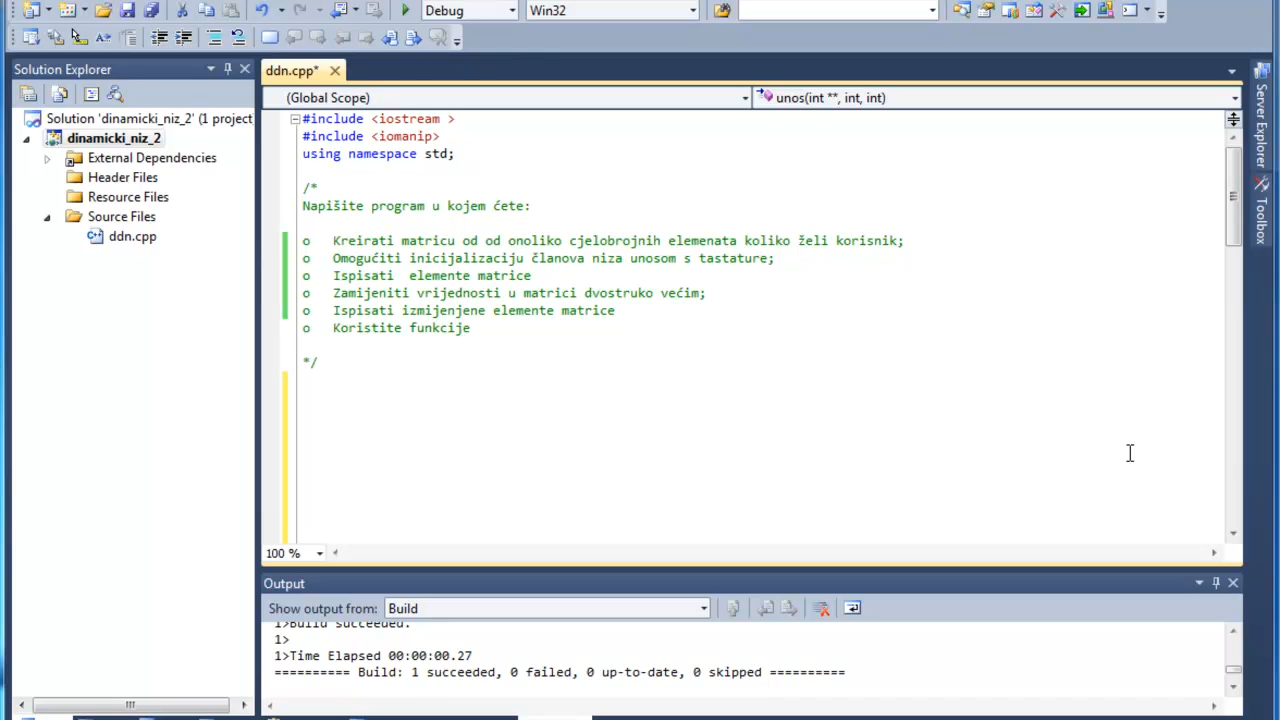 Debug
Win32
Solution Explorer
ddn.cpp*
(Global Scope)
unos(int **, int, int)
Solution 'dinamicki_niz_2' (1 project
dinamicki_niz_2
External Dependencies
Header Files
Resource Files
Source Files
ddn.cpp
#include <iostream >
#include <iomanip>
using namespace std;
/*
Napišite program u kojem ćete:
o Kreirati matricu od od onoliko cjelobrojnih elemenata koliko želi korisnik;
o Omogućiti inicijalizaciju članova niza unosom s tastature;
o Ispisati  elemente matrice
o Zamijeniti vrijednosti u matrici dvostruko većim;
o Ispisati izmijenjene elemente matrice
o Koristite funkcije
*/
100 %
Server Explorer
Toolbox
Output
Show output from: Build
1>Build succeeded.
1>
1>Time Elapsed 00:00:00.27
========== Build: 1 succeeded, 0 failed, 0 up-to-date, 0 skipped ==========